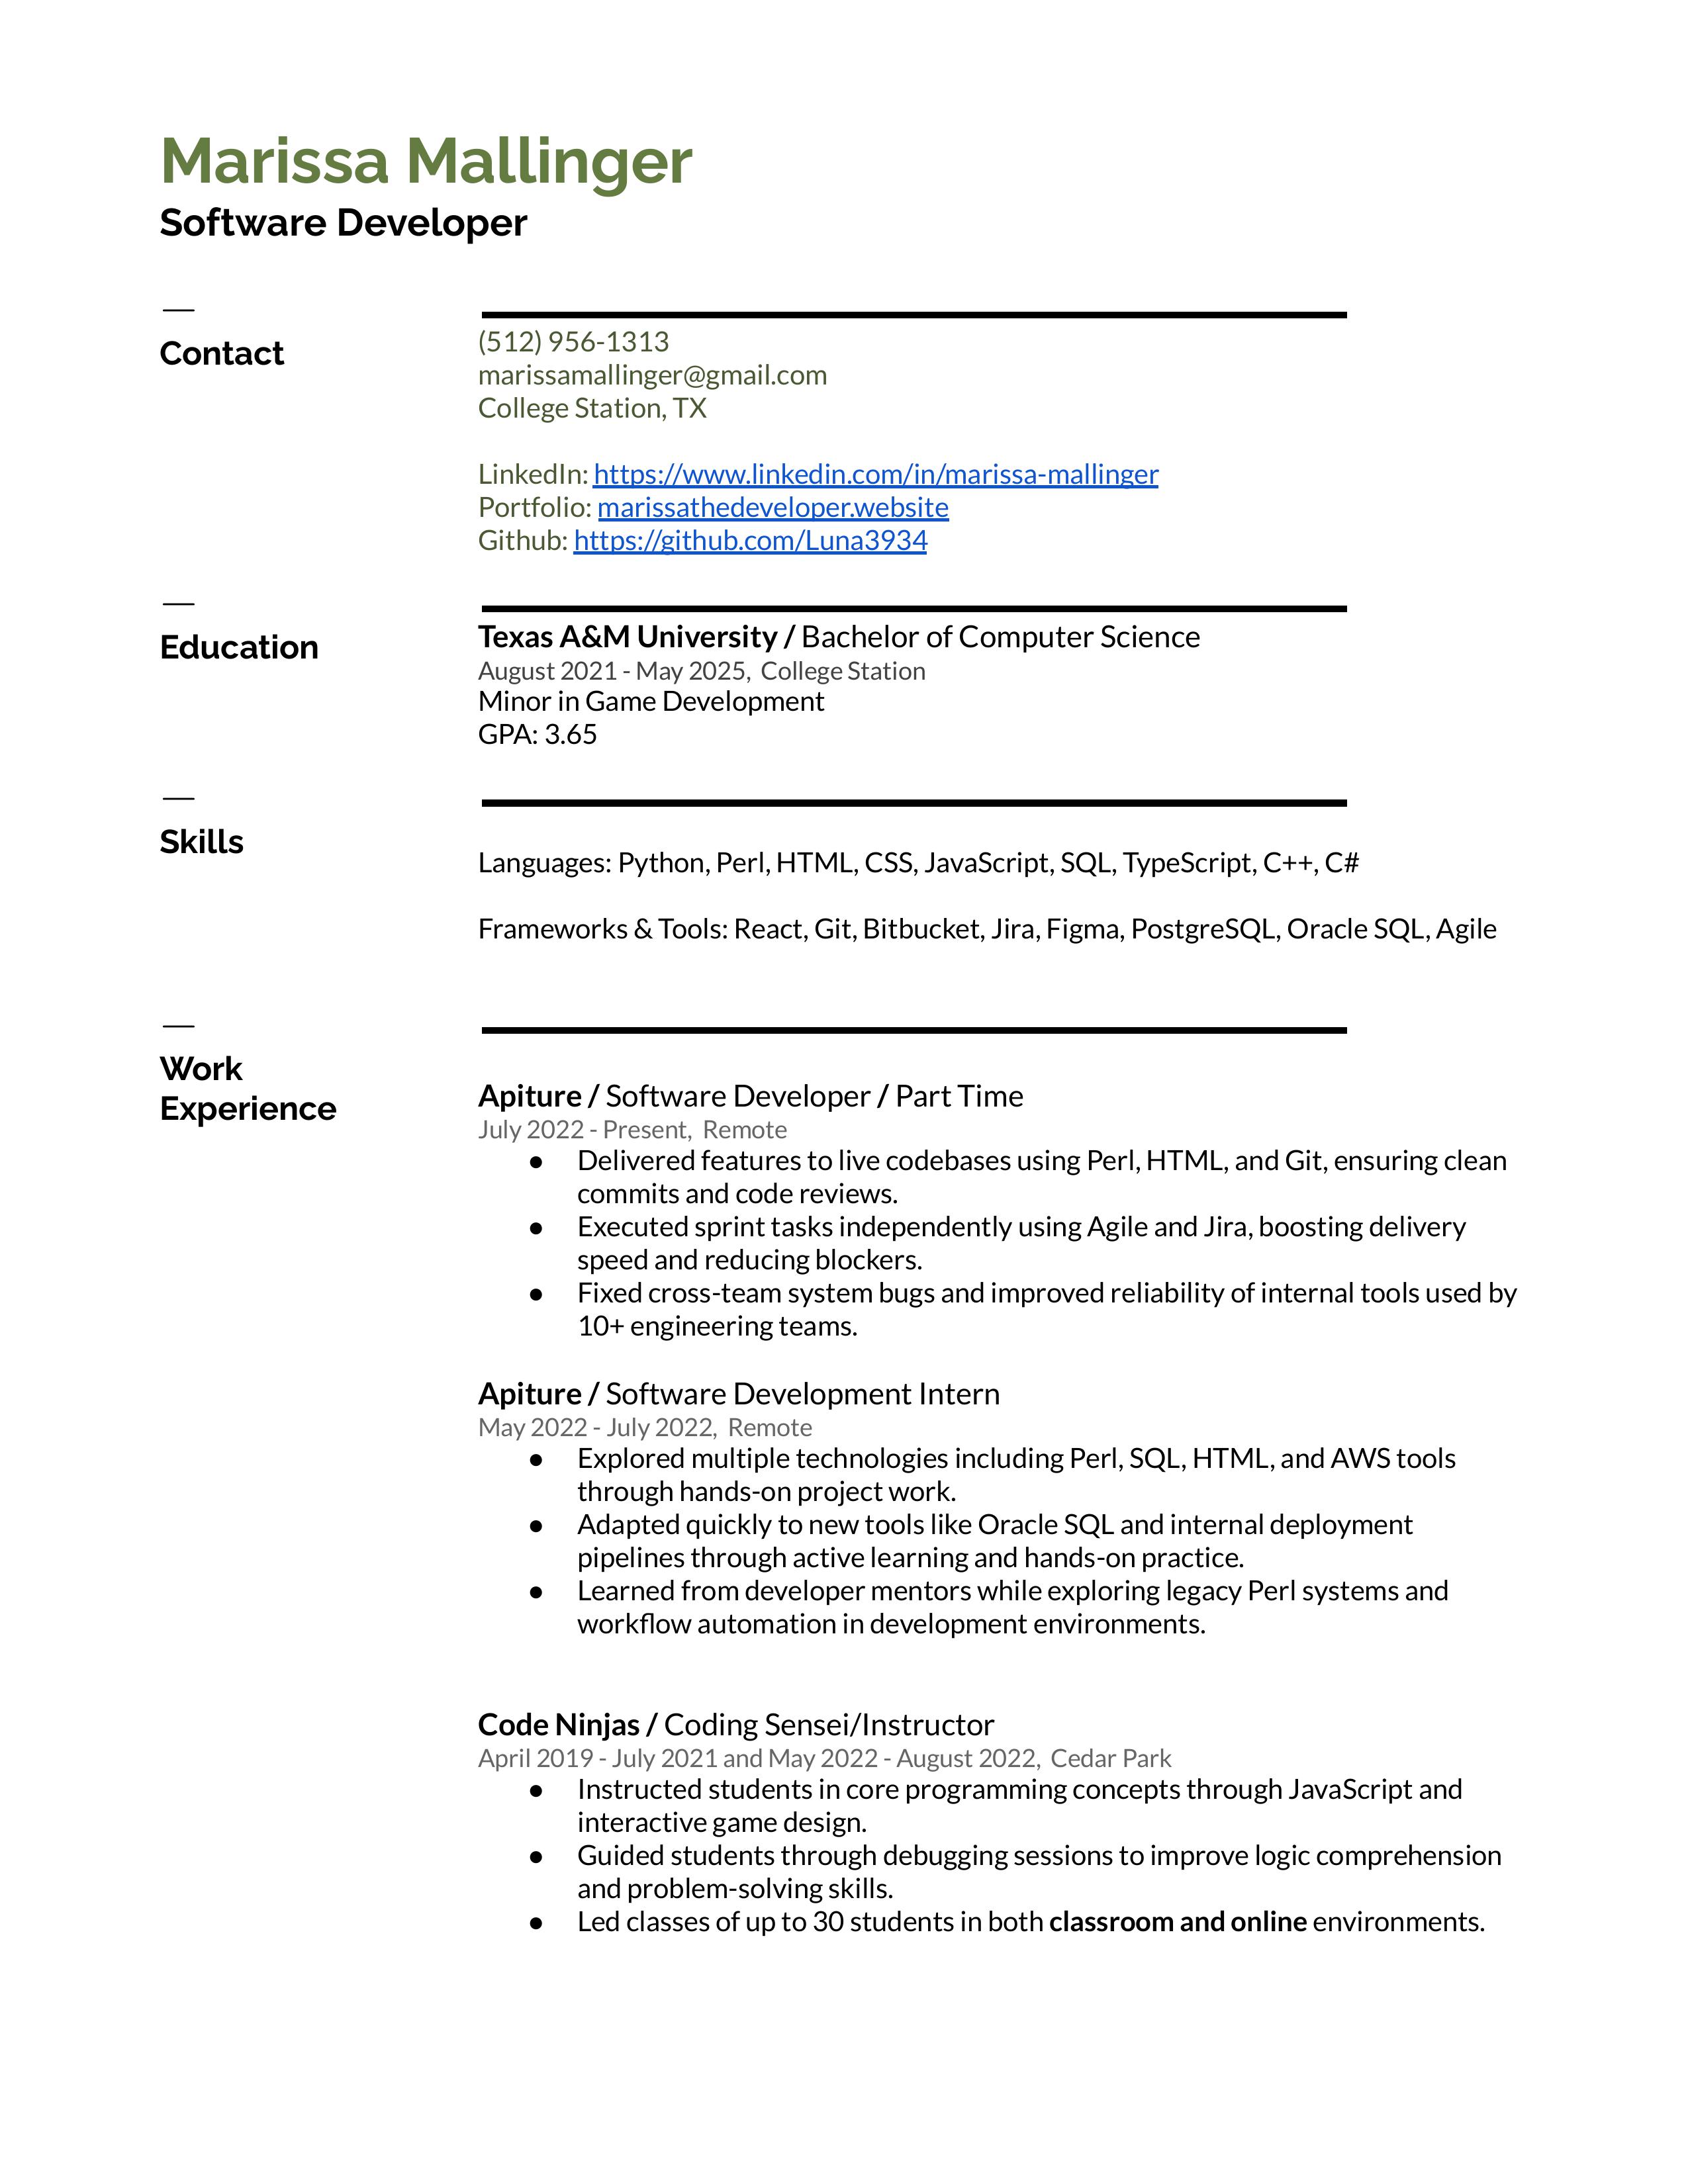 Marissa Mallinger
Software Developer
—
Contact
(512) 956-1313
marissamallinger@gmail.com
College Station, TX
LinkedIn: https://www.linkedin.com/in/marissa-mallinger
Portfolio: marissathedeveloper.website
Github: https://github.com/Luna3934
—
Education
Texas A&M University / Bachelor of Computer Science
August 2021 - May 2025, College Station
Minor in Game Development
GPA: 3.65
—
Skills
Languages: Python, Perl, HTML, CSS, JavaScript, SQL, TypeScript, C++, C#
Frameworks & Tools: React, Git, Bitbucket, Jira, Figma, PostgreSQL, Oracle SQL, Agile
—
Work
Experience
Apiture / Software Developer / Part Time
July 2022 - Present, Remote
● Delivered features to live codebases using Perl, HTML, and Git, ensuring clean
commits and code reviews.
● Executed sprint tasks independently using Agile and Jira, boosting delivery
speed and reducing blockers.
● Fixed cross-team system bugs and improved reliability of internal tools used by
10+ engineering teams.
Apiture / Software Development Intern
May 2022 - July 2022, Remote
● Explored multiple technologies including Perl, SQL, HTML, and AWS tools
through hands-on project work.
● Adapted quickly to new tools like Oracle SQL and internal deployment
pipelines through active learning and hands-on practice.
● Learned from developer mentors while exploring legacy Perl systems and
workflow automation in development environments.
Code Ninjas / Coding Sensei/Instructor
April 2019 - July 2021 and May 2022 - August 2022, Cedar Park
● Instructed students in core programming concepts through JavaScript and
interactive game design.
● Guided students through debugging sessions to improve logic comprehension
and problem-solving skills.
● Led classes of up to 30 students in both classroom and online environments.